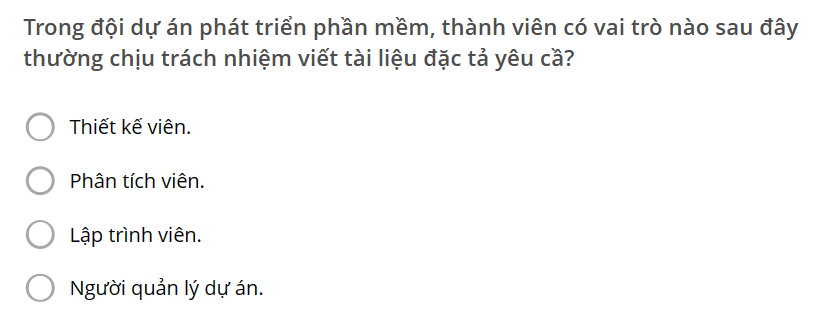 Trong đội dự án phát triển phần mềm, thành viên có vai trò nào sau đây
thường chịu trách nhiệm viết tài liệu đặc tả yêu cầ?
Thiết kế viên.
Phân tích viên.
Lập trình viên.
Người quản lý dự án.